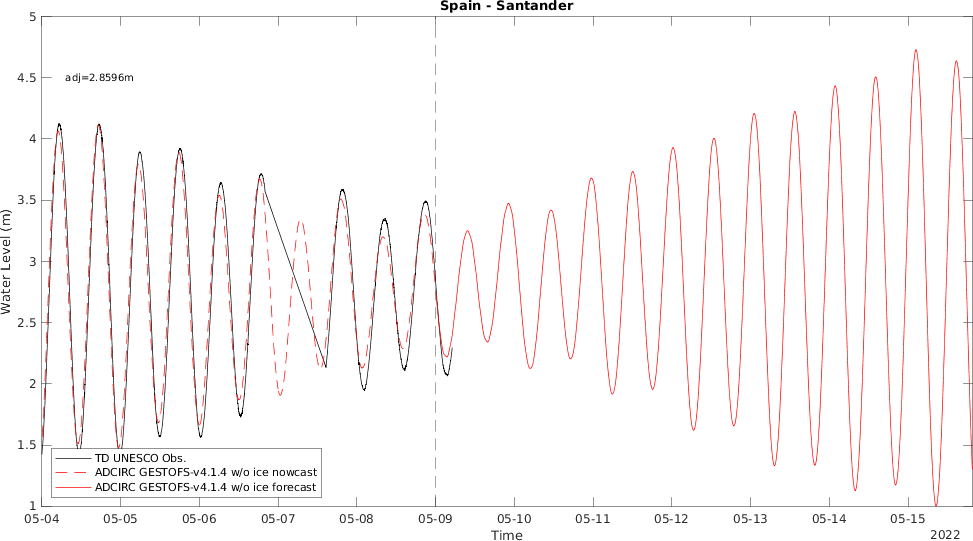 Spain - Santander
adj=2.8596m
Water Level (m)
5
4.5
4
3.5
3
2.5
2
1.5
1
TD UNESCO Obs.
ADCIRC GESTOFS-v4.1.4 w/o ice nowcast
ADCIRC GESTOFS-v4.1.4 w/o ice forecast
05-04 05-05 05-06 05-07 05-08 05-09 05-10 05-11 05-12 05-13 05-14 05-15
Time
2022